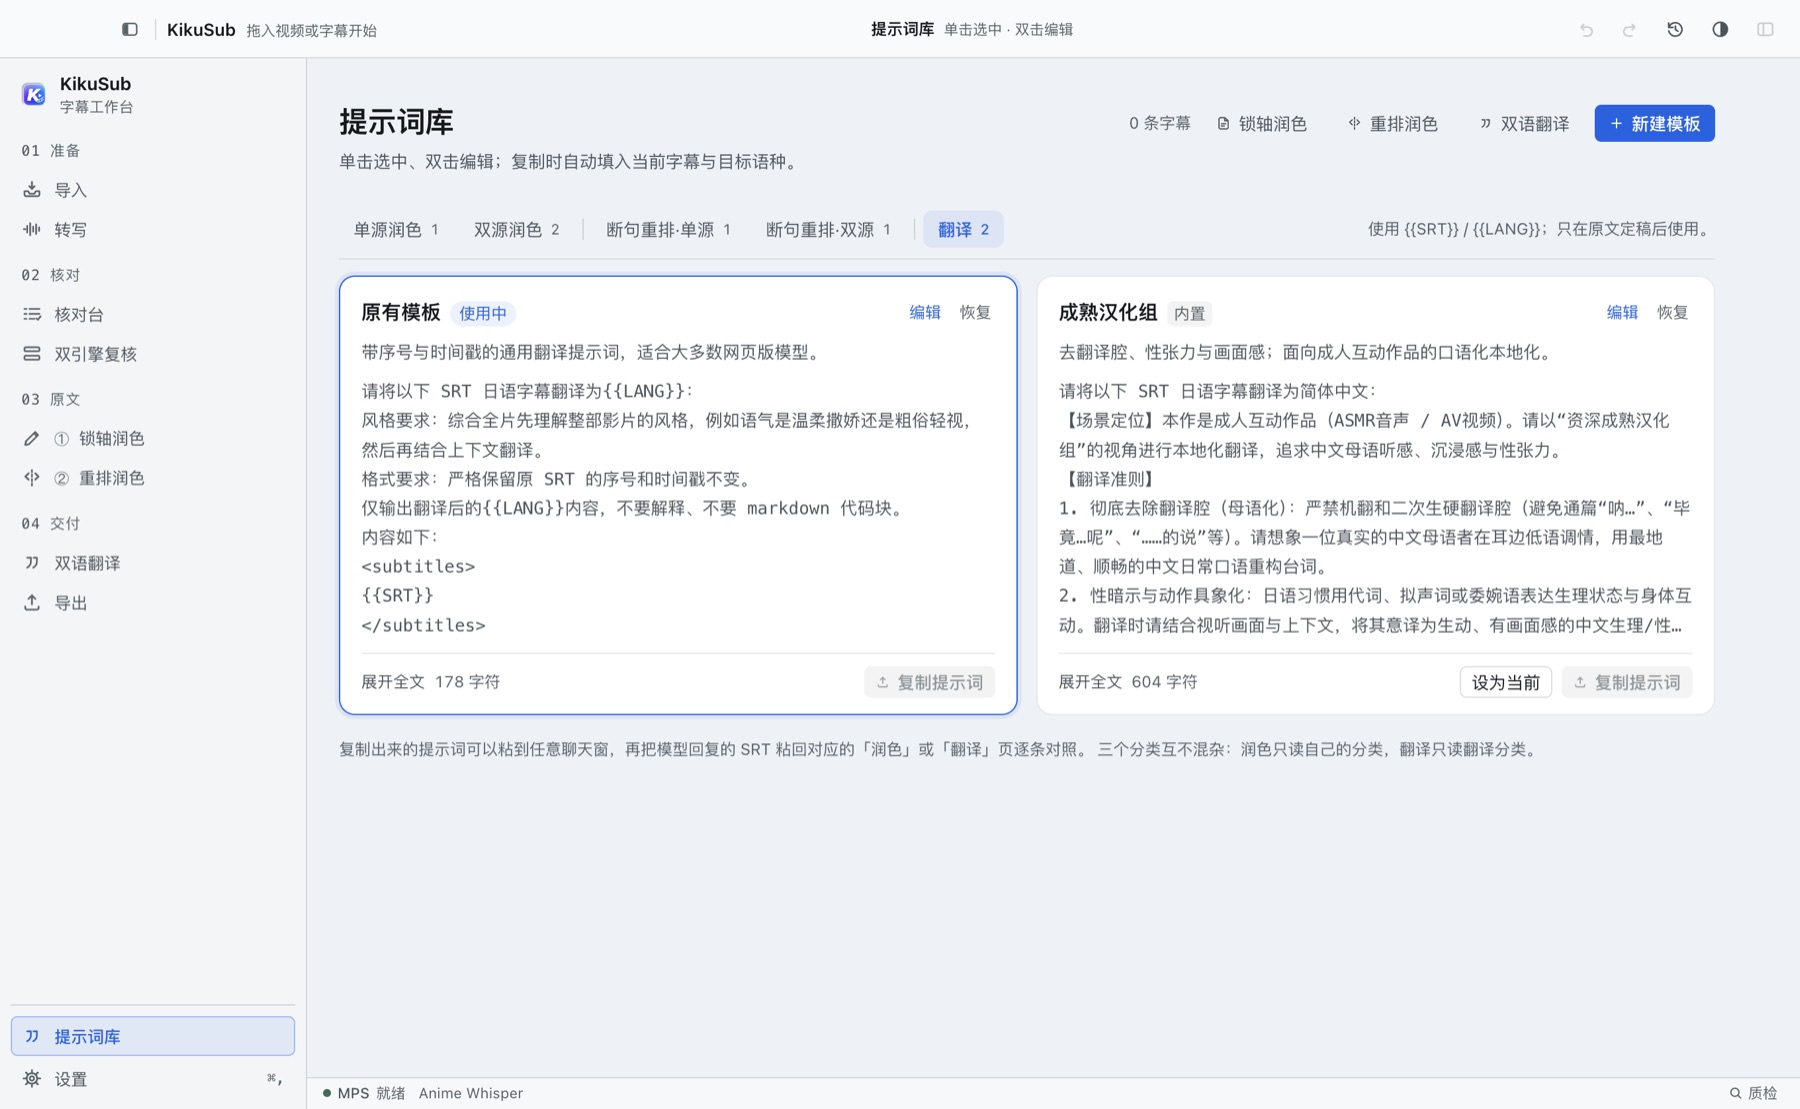 KikuSub 拖入视频或字幕开始
提示词库 单击选中 · 双击编辑
KikuSub
字幕工作台
01 准备
导入
转写
02 核对
核对台
双引擎复核
03 原文
① 锁轴润色
② 重排润色
04 交付
双语翻译
导出
提示词库
设置 ⌘,
提示词库
0 条字幕 锁轴润色 重排润色 双语翻译 + 新建模板
单击选中、双击编辑；复制时自动填入当前字幕与目标语种。
单源润色 1 双源润色 2 断句重排·单源 1 断句重排·双源 1 翻译 2
使用 {{SRT}} / {{LANG}}；只在原文定稿后使用。
原有模板 使用中 编辑 恢复
带序号与时间戳的通用翻译提示词，适合大多数网页版模型。
请将以下 SRT 日语字幕翻译为{{LANG}}：
风格要求：综合全片先理解整部影片的风格，例如语气是温柔撒娇还是粗俗轻视，
然后再结合上下文翻译。
格式要求：严格保留原 SRT 的序号和时间戳不变。
仅输出翻译后的{{LANG}}内容，不要解释、不要 markdown 代码块。
内容如下：
<subtitles>
{{SRT}}
</subtitles>
展开全文 178 字符 复制提示词
成熟汉化组 内置 编辑 恢复
去翻译腔、性张力与画面感；面向成人互动作品的口语化本地化。
请将以下 SRT 日语字幕翻译为简体中文：
【场景定位】本作是成人互动作品（ASMR音声 / AV视频）。请以“资深成熟汉化
组”的视角进行本地化翻译，追求中文母语听感、沉浸感与性张力。
【翻译准则】
1. 彻底去除翻译腔（母语化）：严禁机翻和二次生硬翻译腔（避免通篇“呐…”、“毕
竟…呢”、“……的说”等）。请想象一位真实的中文母语者在耳边低语调情，用最地
道、顺畅的中文日常口语重构台词。
2. 性暗示与动作具象化：日语习惯用代词、拟声词或委婉语表达生理状态与身体互
动。翻译时请结合视听画面与上下文，将其意译为生动、有画面感的中文生理/性…
展开全文 604 字符 设为当前 复制提示词
复制出来的提示词可以粘到任意聊天窗，再把模型回复的 SRT 粘回对应的「润色」或「翻译」页逐条对照。 三个分类互不混杂：润色只读自己的分类，翻译只读翻译分类。
MPS 就绪 Anime Whisper
质检